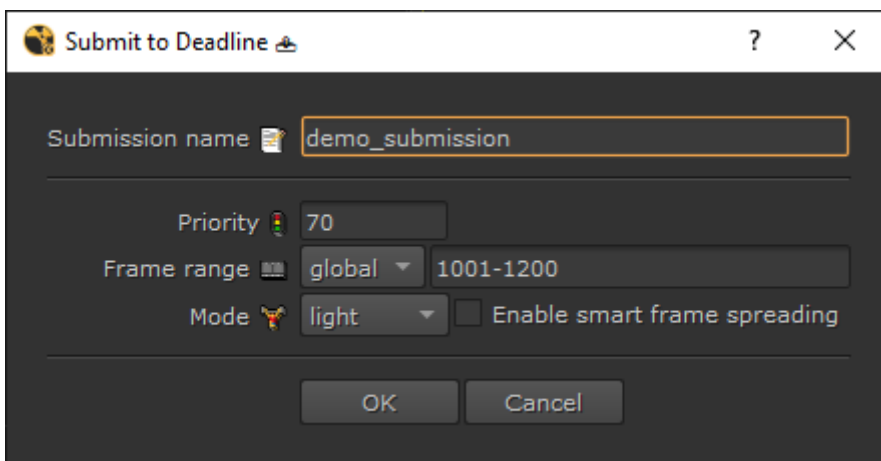 Submit to Deadline
?
Submission name demo_submission
Priority 70
Frame range global 1001-1200
Mode light Enable smart frame spreading
OK Cancel